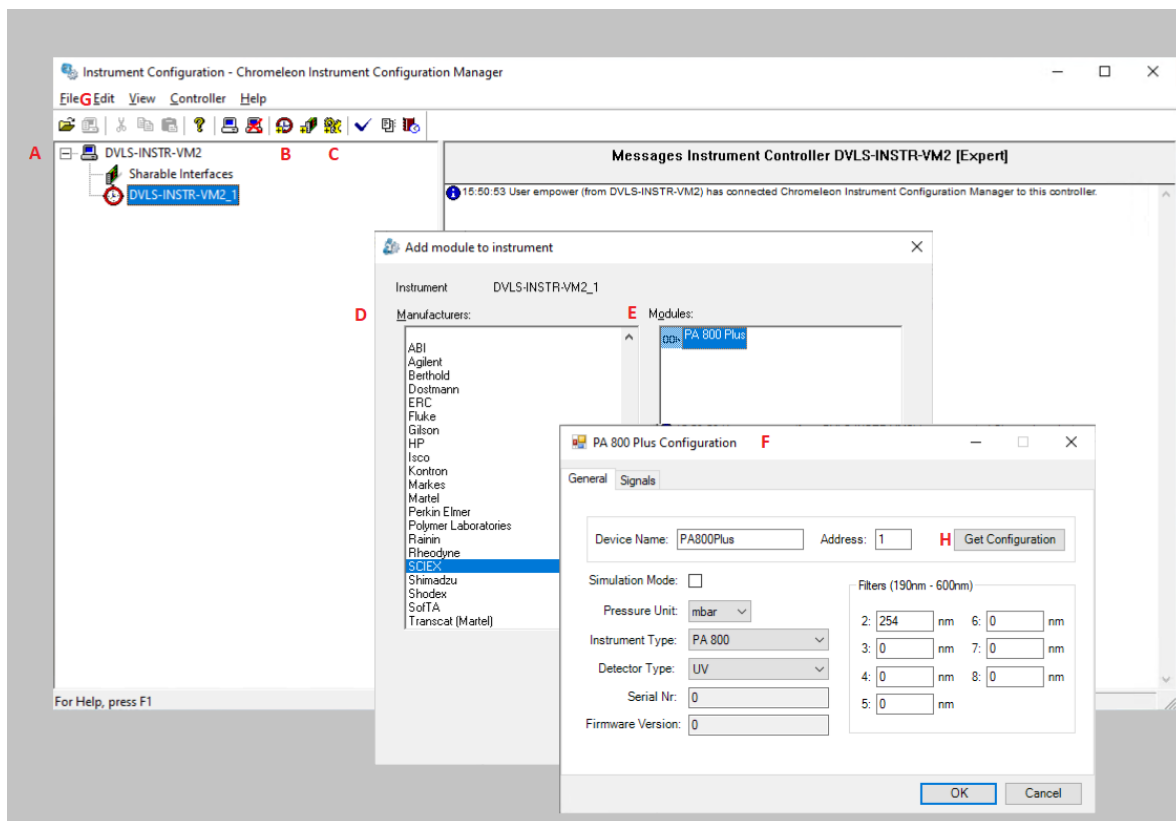 Instrument Configuration - Chromeleon Instrument Configuration Manager
File G Edit View Controller Help
A DVLS-INSTR-VM2 B C
Sharable Interfaces
DVLS-INSTR-VM2_1
Messages Instrument Controller DVLS-INSTR-VM2 [Expert]
15:50:53 User empower (from DVLS-INSTR-VM2) has connected Chromeleon Instrument Configuration Manager to this controller.
Add module to instrument
Instrument DVLS-INSTR-VM2_1
D Manufacturers: E Modules:
PA 800 Plus
ABI
Agilent
Berthold
Dostmann
ERC
Fluke
Gilson
HP
Isco
Kontron
Markes
Martel
Perkin Elmer
Polymer Laboratories
Rainin
Rheodyne
SCIEX
Shimadzu
Shodex
SofTA
Transcat (Martel)
PA 800 Plus Configuration F
General Signals
Device Name: PA800Plus Address: 1 H Get Configuration
Simulation Mode:
Pressure Unit: mbar
Instrument Type: PA 800
Detector Type: UV
Serial Nr: 0
Firmware Version: 0
Filters (190nm - 600nm)
2: 254 nm 6: 0 nm
3: 0 nm 7: 0 nm
4: 0 nm 8: 0 nm
5: 0 nm
OK Cancel
For Help, press F1